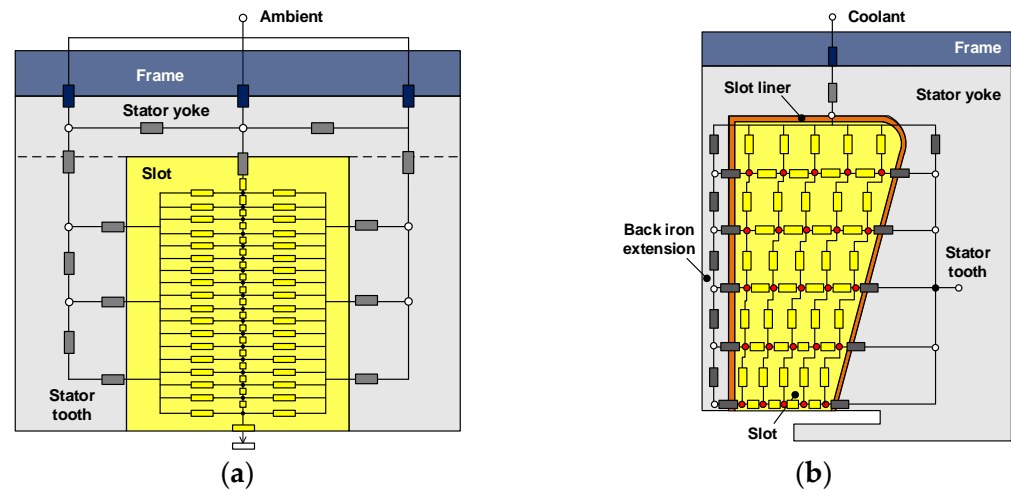 Ambient
Frame
Stator yoke
Slot
Stator
tooth
(a)
Coolant
Frame
Stator yoke
Slot liner
Back iron
extension
Stator
tooth
Slot
(b)